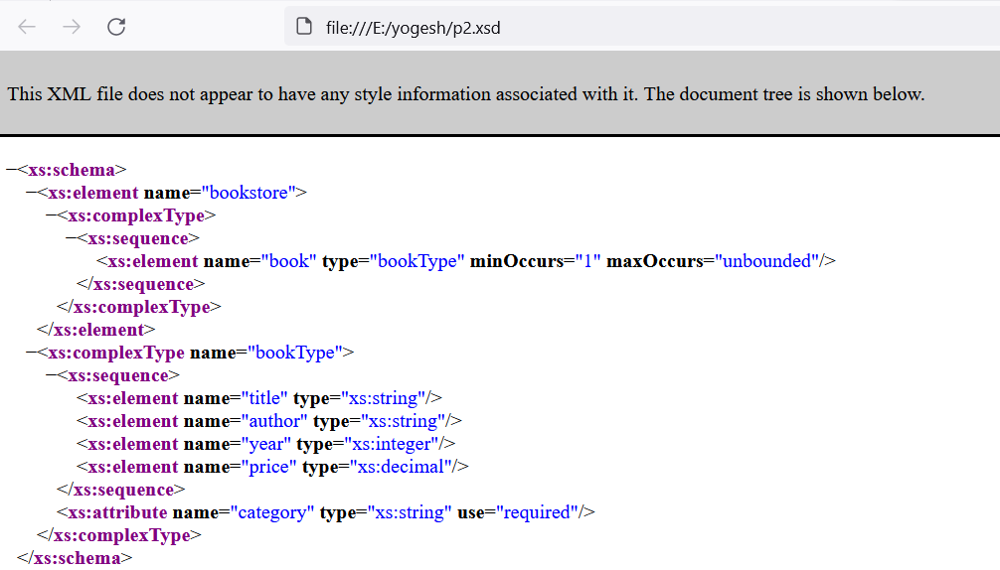 file:///E:/yogesh/p2.xsd
This XML file does not appear to have any style information associated with it. The document tree is shown below.
—<xs:schema>
—<xs:element name="bookstore">
—<xs:complexType>
—<xs:sequence>
<xs:element name="book" type="bookType" minOccurs="1" maxOccurs="unbounded"/>
</xs:sequence>
</xs:complexType>
</xs:element>
—<xs:complexType name="bookType">
—<xs:sequence>
<xs:element name="title" type="xs:string"/>
<xs:element name="author" type="xs:string"/>
<xs:element name="year" type="xs:integer"/>
<xs:element name="price" type="xs:decimal"/>
</xs:sequence>
<xs:attribute name="category" type="xs:string" use="required"/>
</xs:complexType>
</xs:schema>